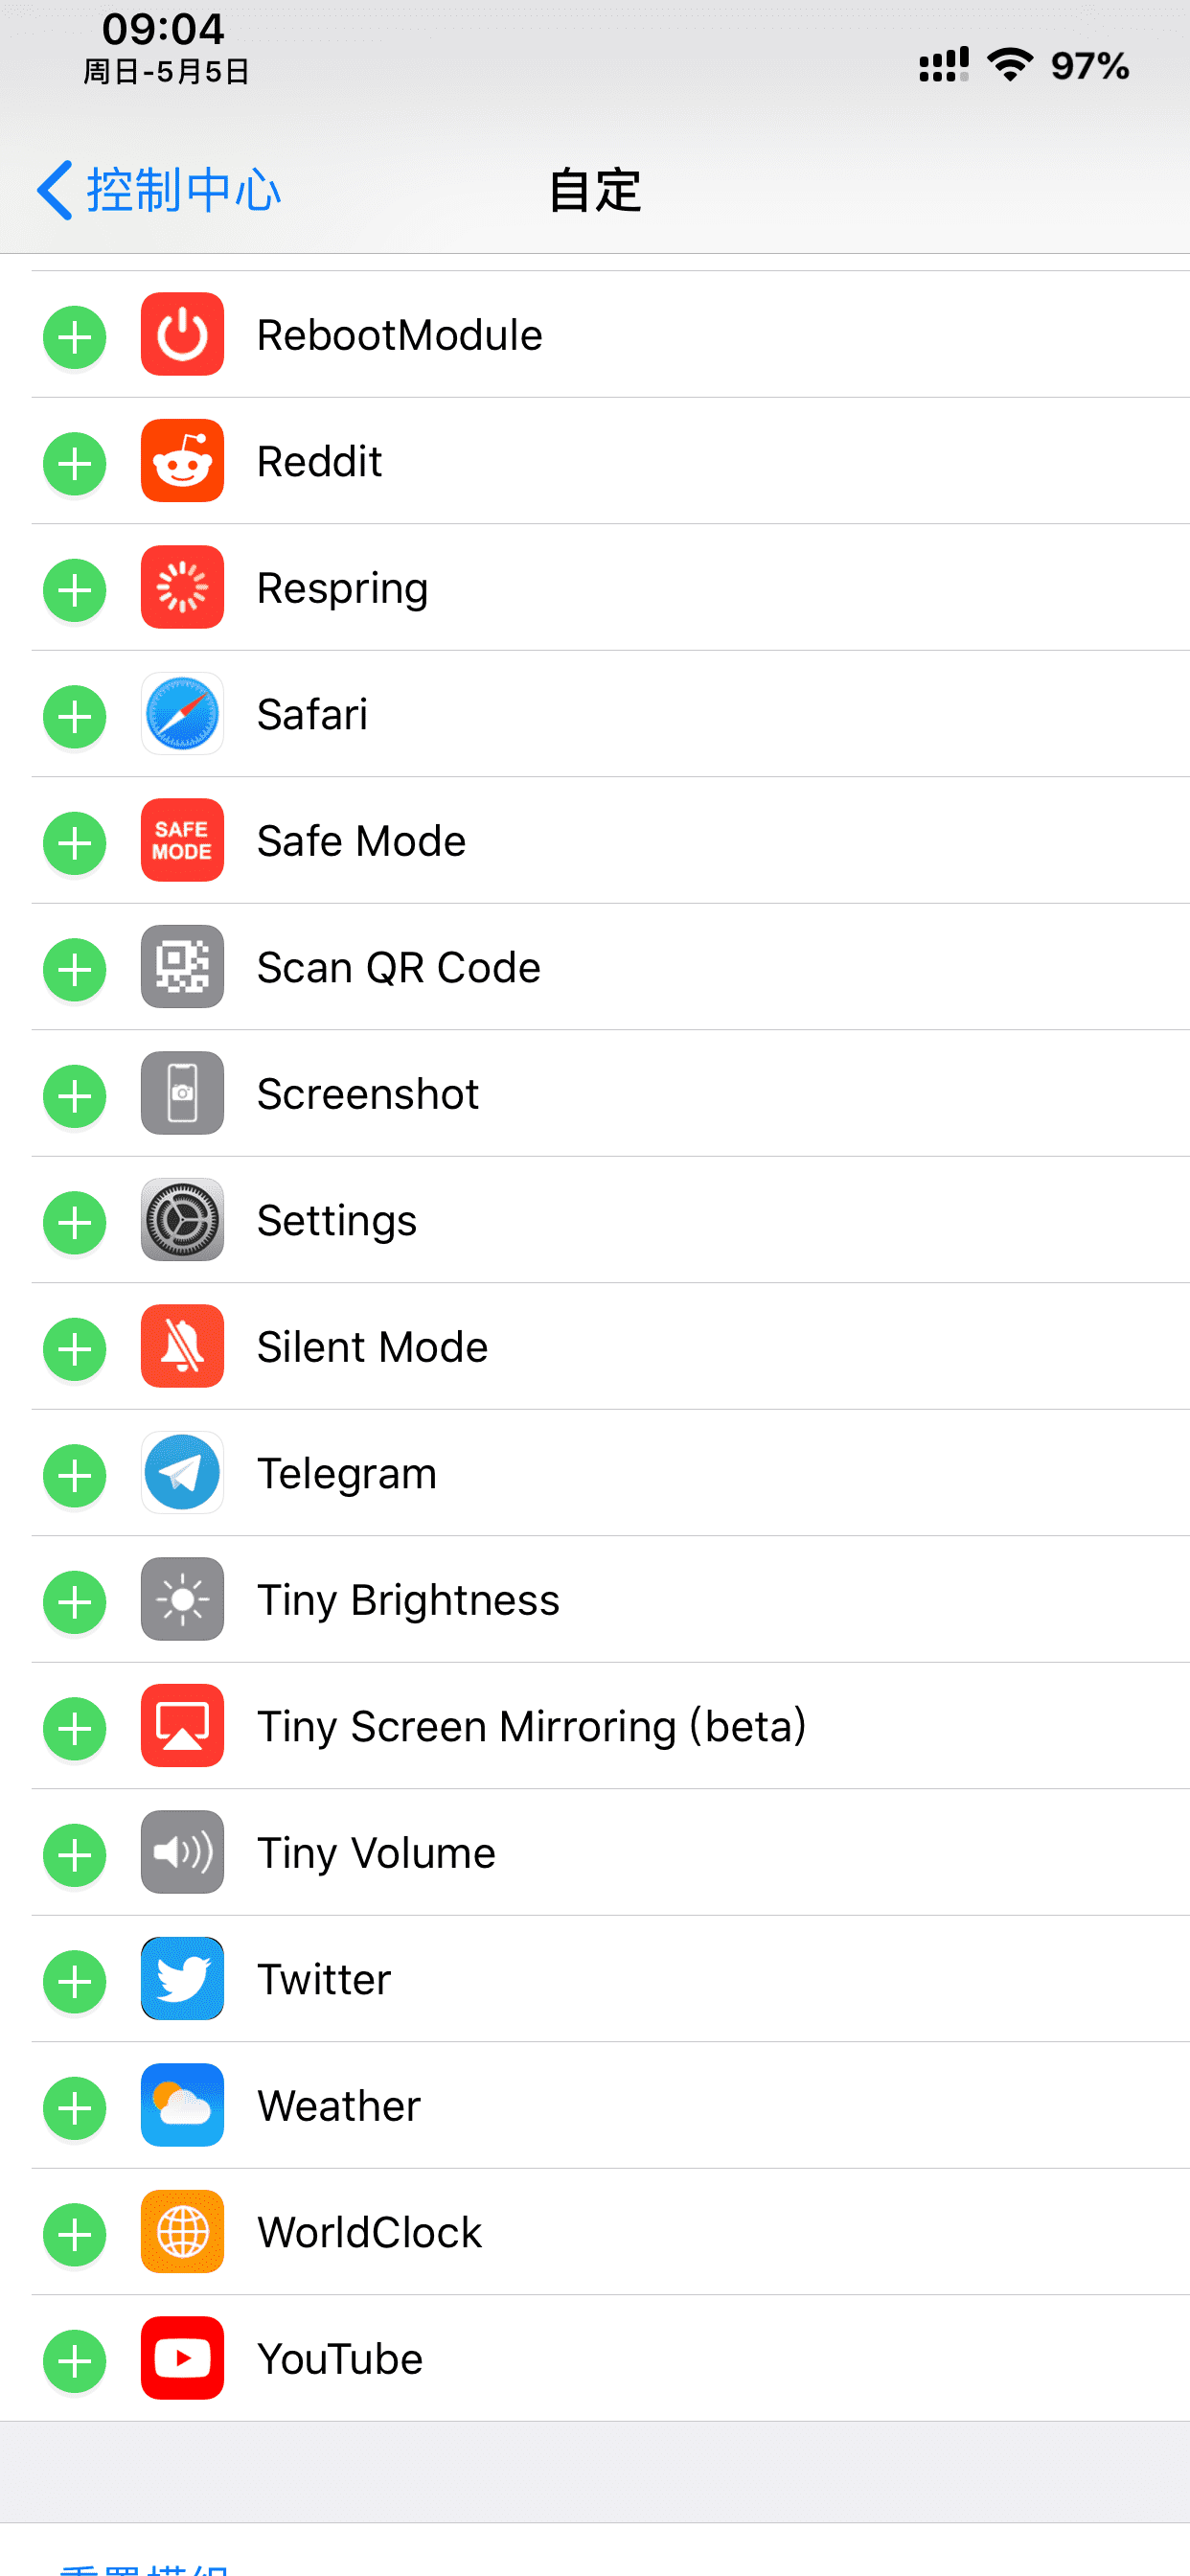 09:04
周日-5月5日
97%
控制中心
自定
RebootModule
Reddit
Respring
Safari
SAFE
MODE
Safe Mode
Scan QR Code
Screenshot
Settings
Silent Mode
Telegram
Tiny Brightness
Tiny Screen Mirroring (beta)
Tiny Volume
Twitter
Weather
WorldClock
YouTube